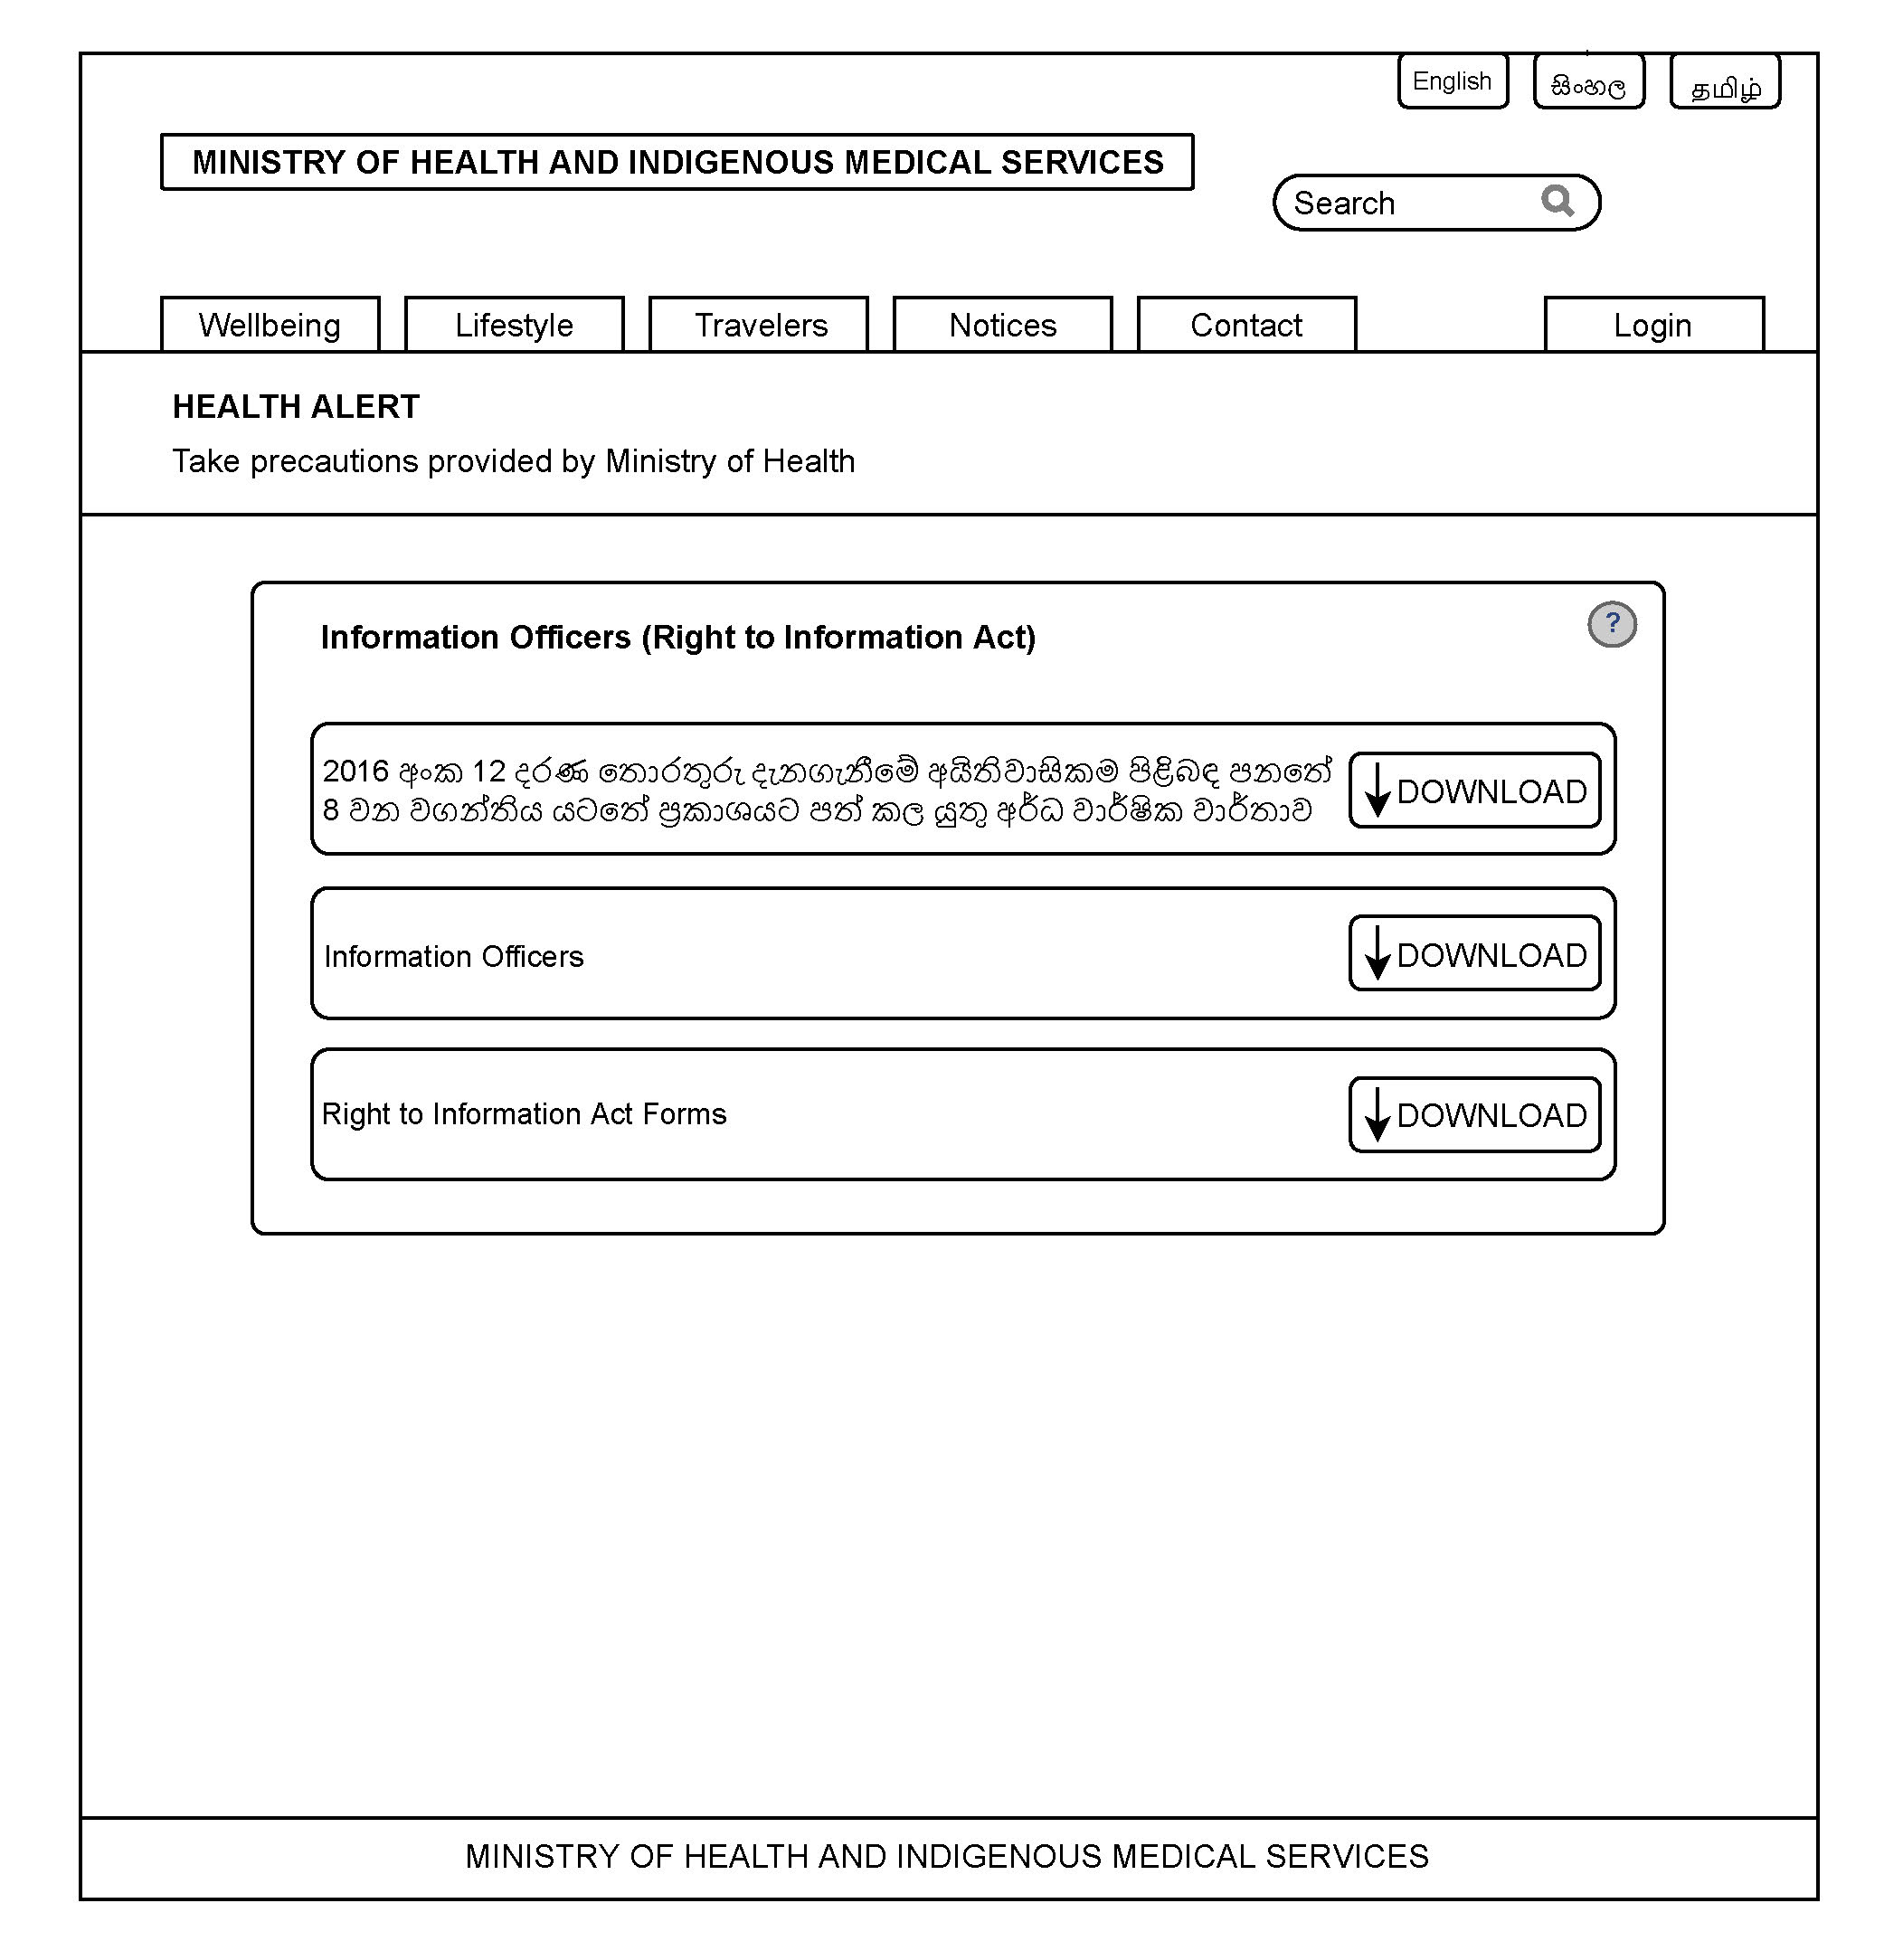 English
සිංහල
தமிழ்
MINISTRY OF HEALTH AND INDIGENOUS MEDICAL SERVICES
Search
Wellbeing
Lifestyle
Travelers
Notices
Contact
Login
HEALTH ALERT
Take precautions provided by Ministry of Health
Information Officers (Right to Information Act)
?
2016 අංක 12 දරණ තොරතුරු දැනගැනීමේ අයිතිවාසිකම පිළිබඳ පනතේ
8 වන වගන්තිය යටතේ ප්‍රකාශයට පත් කල යුතු අර්ධ වාර්ෂික වාර්තාව
DOWNLOAD
Information Officers
DOWNLOAD
Right to Information Act Forms
DOWNLOAD
MINISTRY OF HEALTH AND INDIGENOUS MEDICAL SERVICES